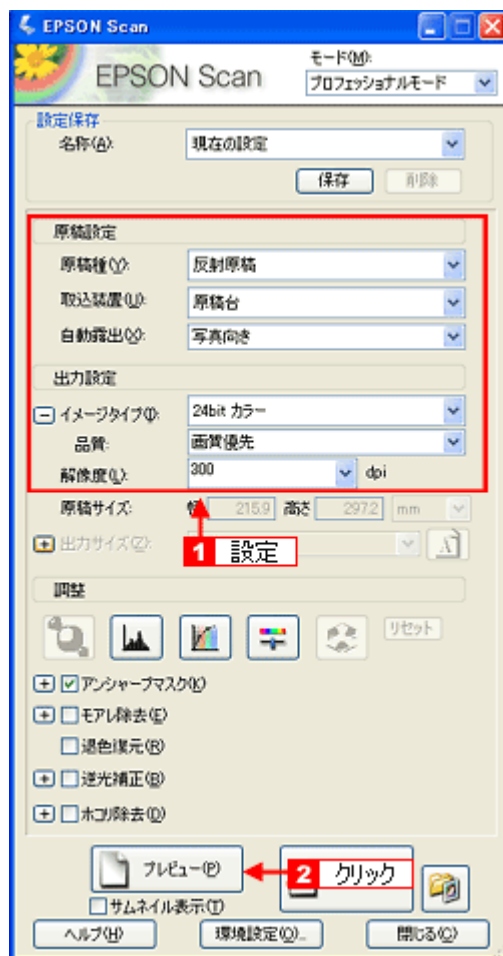 EPSON Scan
EPSON Scan
モード(M):
プロフェッショナルモード
設定保存
名称(A):
現在の設定
保存
削除
原稿設定
原稿種(Y):
反射原稿
取込装置(U):
原稿台
自動露出(X):
写真向き
出力設定
イメージタイプ(I):
24bit カラー
品質:
画質優先
解像度(L):
300
dpi
原稿サイズ:
215.9
高さ
297.2
mm
1 設定
出力サイズ(Z):
調整
リセット
アンシャープマスク(K)
モアレ除去(E)
退色復元(R)
逆光補正(B)
ホコリ除去(D)
プレビュー(P)
2 クリック
サムネイル表示(T)
ヘルプ(H)
環境設定(O)...
閉じる(C)